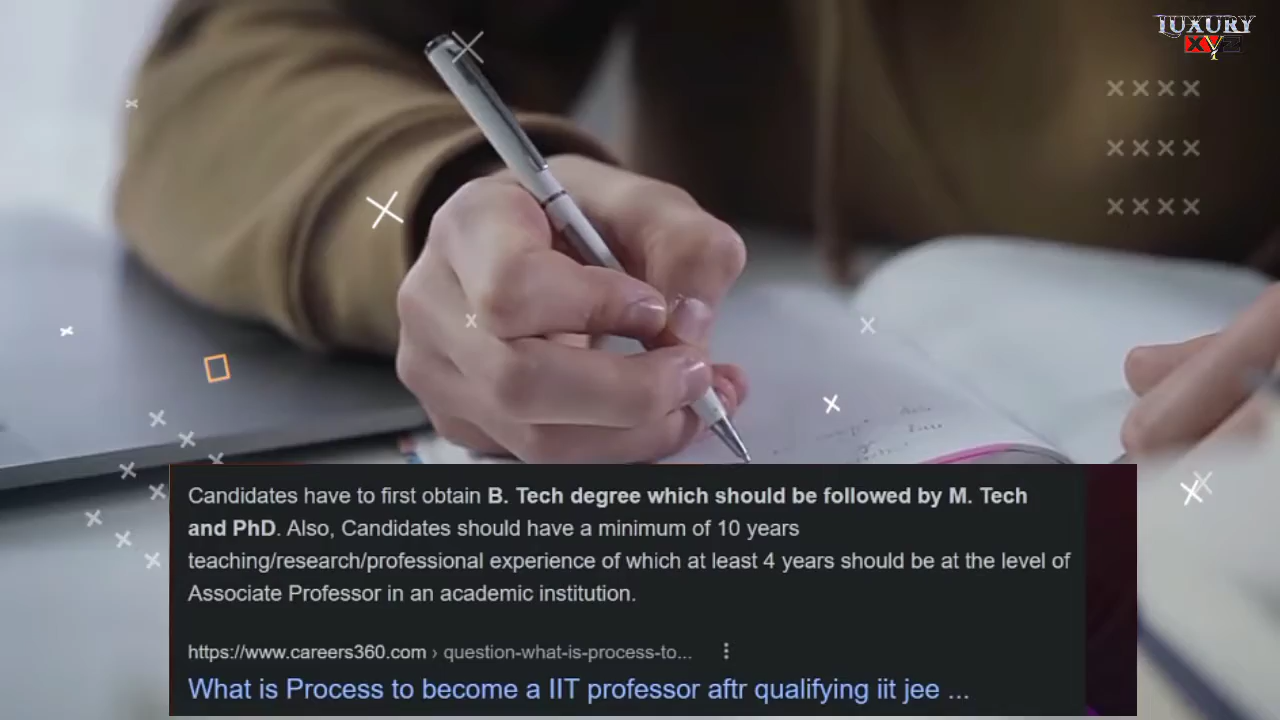 LUXURY
XYZ
Candidates have to first obtain B. Tech degree which should be followed by M. Tech
and PhD. Also, Candidates should have a minimum of 10 years
teaching/research/professional experience of which at least 4 years should be at the level of
Associate Professor in an academic institution.
https://www.careers360.com › question-what-is-process-to...
What is Process to become a IIT professor aftr qualifying iit jee ...